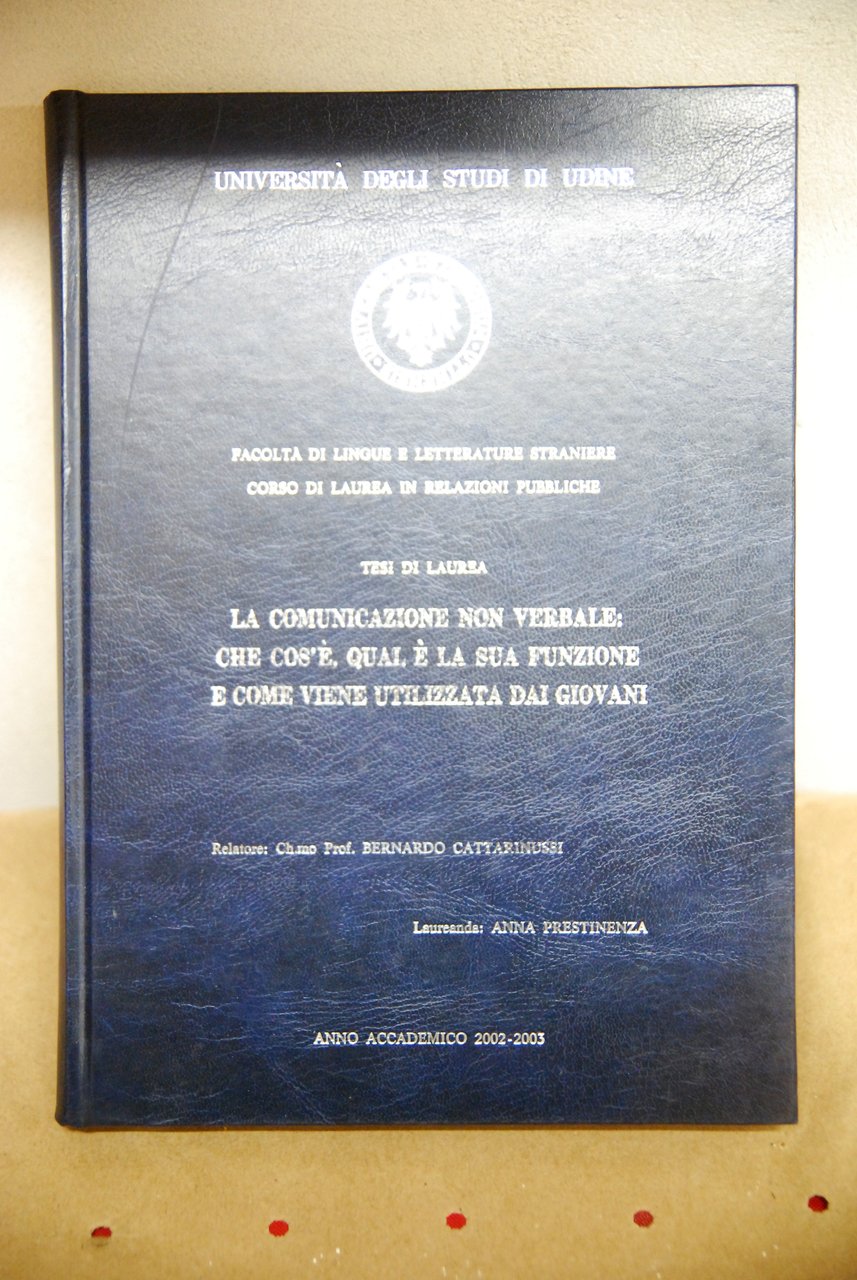 UNIVERSITÀ DEGLI STUDI DI UDINE
FACOLTÀ DI LINGUE E LETTERATURE STRANIERE
CORSO DI LAUREA IN RELAZIONI PUBBLICHE
TESI DI LAUREA
LA COMUNICAZIONE NON VERBALE:
CHE COS'È, QUAL È LA SUA FUNZIONE
E COME VIENE UTILIZZATA DAI GIOVANI
Relatore: Ch.mo Prof. BERNARDO CATTARINUSSI
Laureanda: ANNA PRESTINENZA
ANNO ACCADEMICO 2002-2003